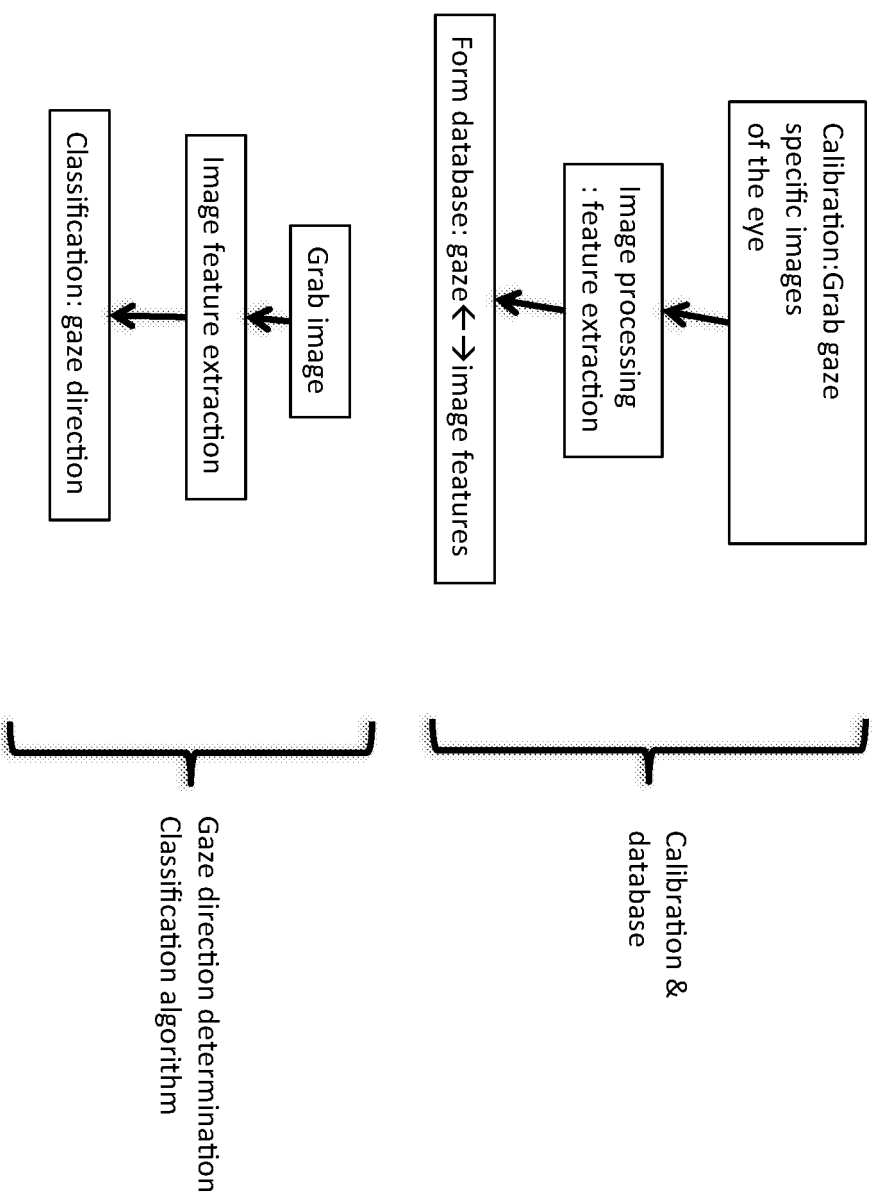 Calibration:Grab gaze
specific images
of the eye
Image processing
: feature extraction
Form database: gaze←→image features
Calibration &
database
Grab image
Image feature extraction
Classification: gaze direction
Gaze direction determination
Classification algorithm